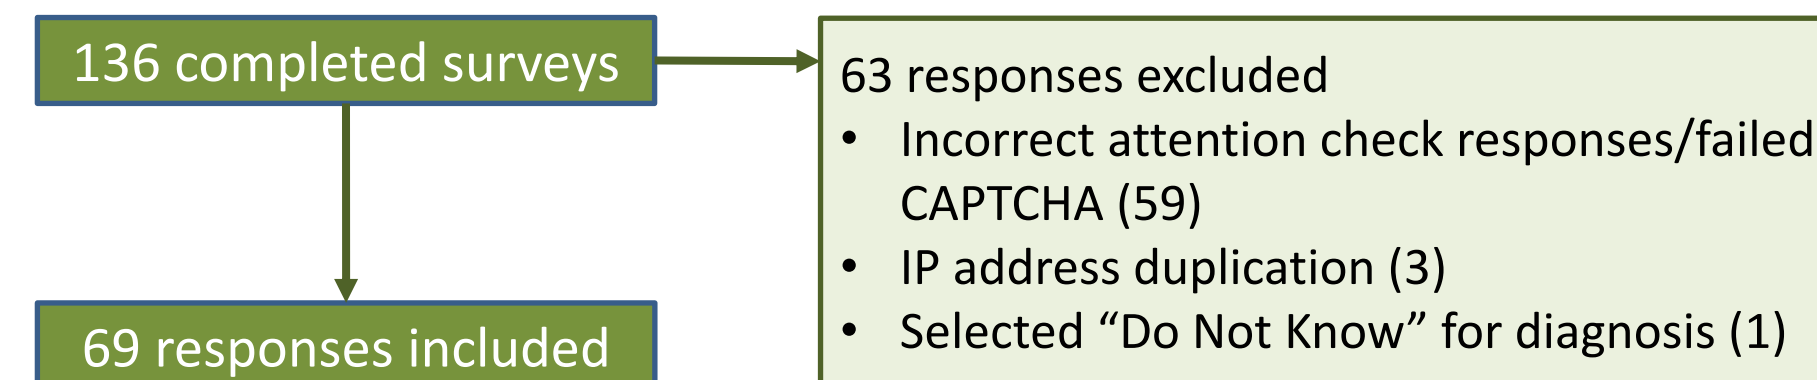 136 completed surveys
63 responses excluded
• Incorrect attention check responses/failed
CAPTCHA (59)
• IP address duplication (3)
• Selected “Do Not Know” for diagnosis (1)
69 responses included